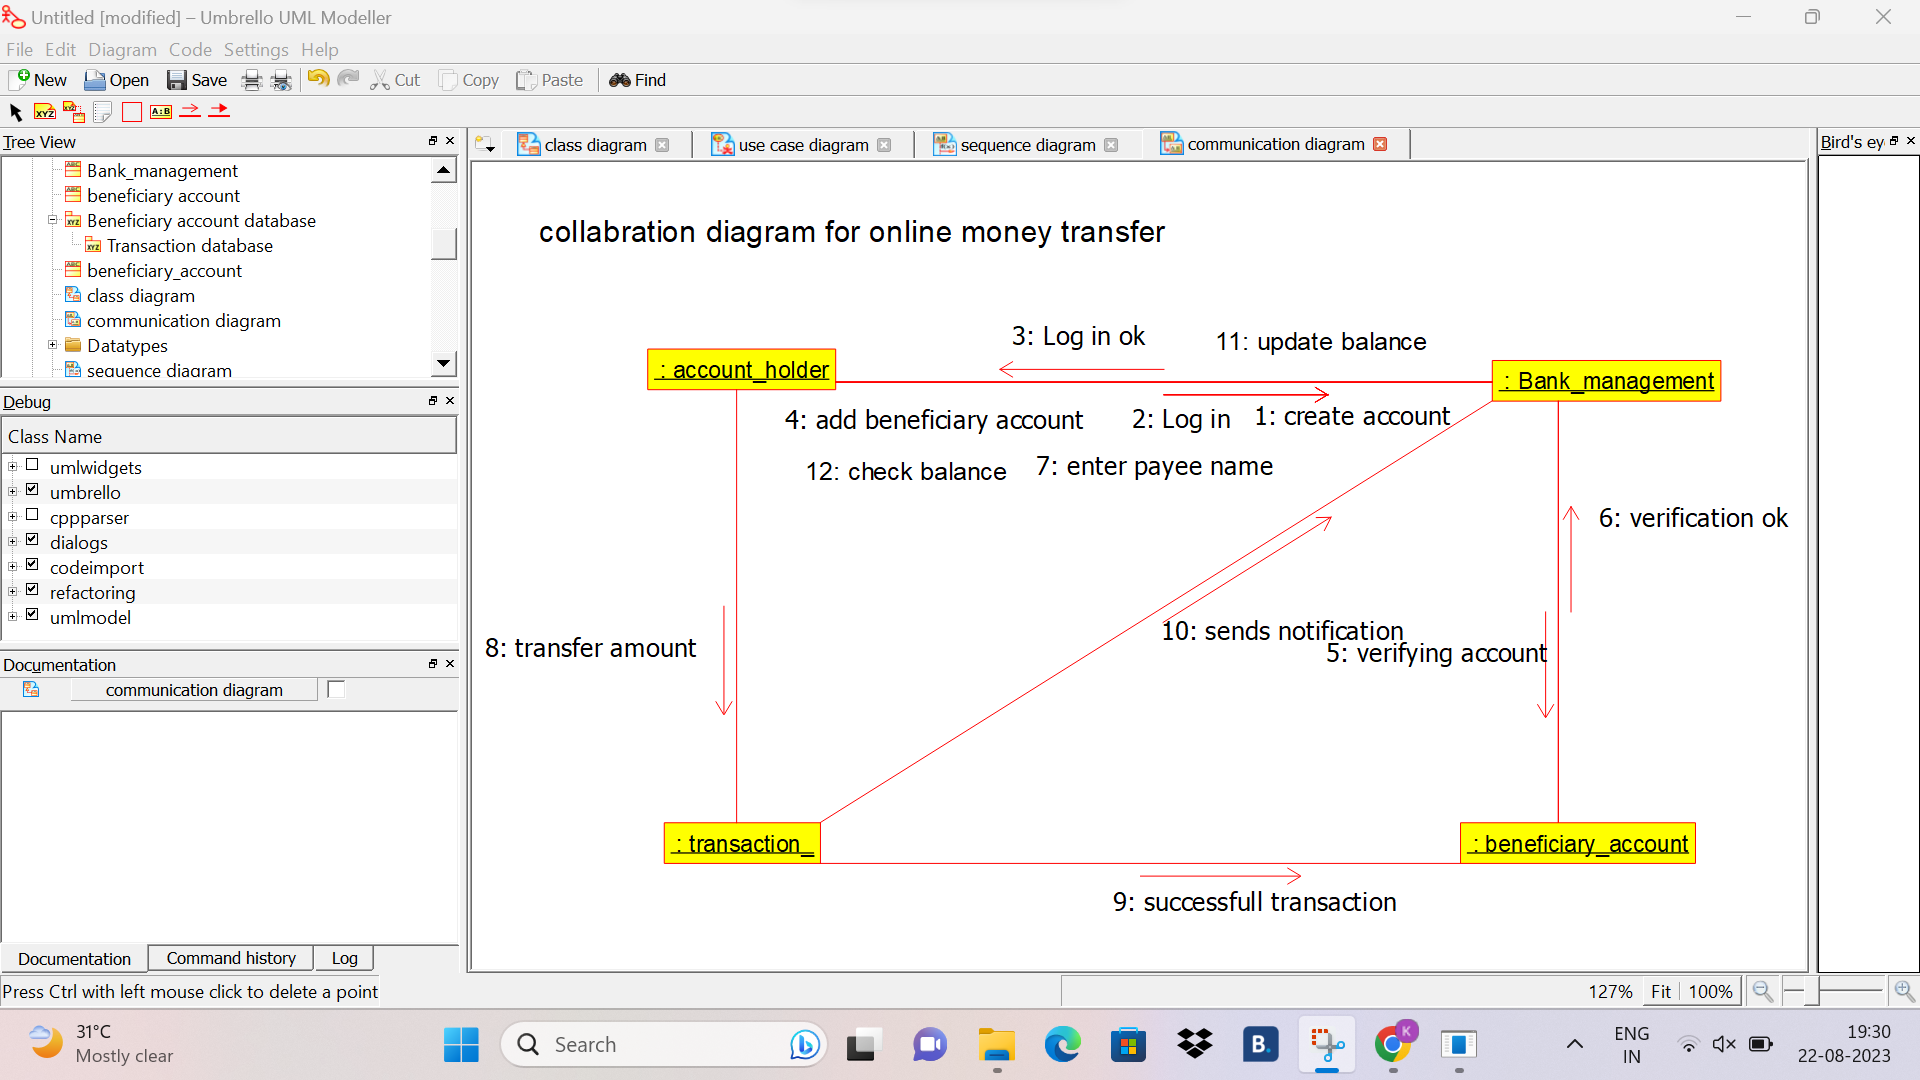 Untitled [modified] – Umbrello UML Modeller
File Edit Diagram Code Settings Help
New Open Save Cut Copy Paste Find
XYZ XYZ A:B
Tree View
Bank_management
beneficiary account
Beneficiary account database
Transaction database
beneficiary_account
class diagram
communication diagram
Datatypes
sequence diagram
Debug
Class Name
umlwidgets
umbrello
cppparser
dialogs
codeimport
refactoring
umlmodel
Documentation
communication diagram
Documentation Command history Log
Press Ctrl with left mouse click to delete a point
class diagram use case diagram sequence diagram communication diagram
Bird's ey
collabration diagram for online money transfer
3: Log in ok
11: update balance
: account_holder
: Bank_management
4: add beneficiary account
2: Log in
1: create account
12: check balance
7: enter payee name
6: verification ok
10: sends notification
5: verifying account
8: transfer amount
: transaction_
: beneficiary_account
9: successfull transaction
127% Fit 100%
31°C
Mostly clear
Search
B.
K
ENG
IN
19:30
22-08-2023